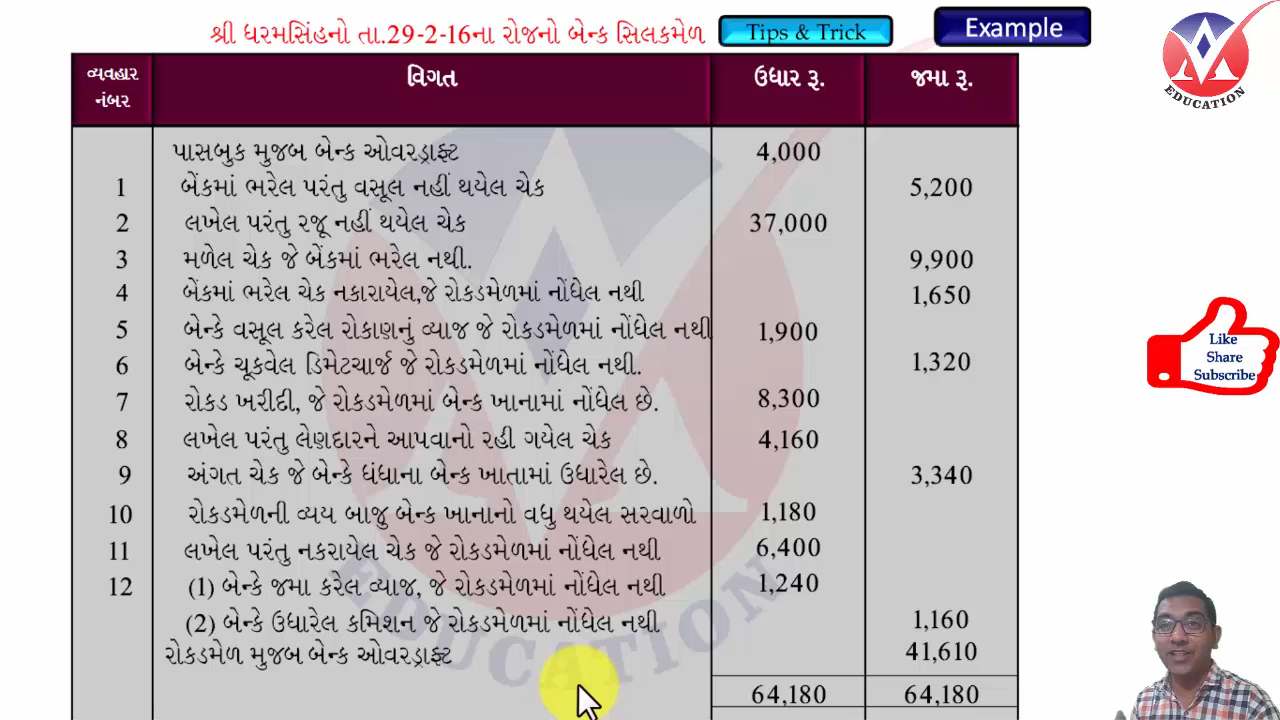 શ્રી ધરમસિંહનો તા.29-2-16ના રોજનો બેન્ક સિલકમેળ
Tips & Trick
Example
EDUCATION
વ્યવહાર નંબર વિગત ઉધાર રૂ. જમા રૂ.
પાસબુક મુજબ બેન્ક ઓવરડ્રાફ્ટ 4,000
1 બેંકમાં ભરેલ પરંતુ વસૂલ નહીં થયેલ ચેક 5,200
2 લખેલ પરંતુ રજૂ નહીં થયેલ ચેક 37,000
3 મળેલ ચેક જે બેંકમાં ભરેલ નથી. 9,900
4 બેંકમાં ભરેલ ચેક નકારાયેલ,જે રોકડમેળમાં નોંધેલ નથી 1,650
5 બેન્કે વસૂલ કરેલ રોકાણનું વ્યાજ જે રોકડમેળમાં નોંધેલ નથી 1,900
6 બેન્કે ચૂકવેલ ડિમેટચાર્જ જે રોકડમેળમાં નોંધેલ નથી. 1,320
7 રોકડ ખરીદી, જે રોકડમેળમાં બેન્ક ખાનામાં નોંધેલ છે. 8,300
8 લખેલ પરંતુ લેણદારને આપવાનો રહી ગયેલ ચેક 4,160
9 અંગત ચેક જે બેન્કે ધંધાના બેન્ક ખાતામાં ઉધારેલ છે. 3,340
10 રોકડમેળની વ્યય બાજુ બેન્ક ખાનાનો વધુ થયેલ સરવાળો 1,180
11 લખેલ પરંતુ નકરાયેલ ચેક જે રોકડમેળમાં નોંધેલ નથી 6,400
12 (1) બેન્કે જમા કરેલ વ્યાજ, જે રોકડમેળમાં નોંધેલ નથી 1,240
(2) બેન્કે ઉધારેલ કમિશન જે રોકડમેળમાં નોંધેલ નથી 1,160
રોકડમેળ મુજબ બેન્ક ઓવરડ્રાફ્ટ 41,610
64,180 64,180
Like
Share
Subscribe
EDUCATION